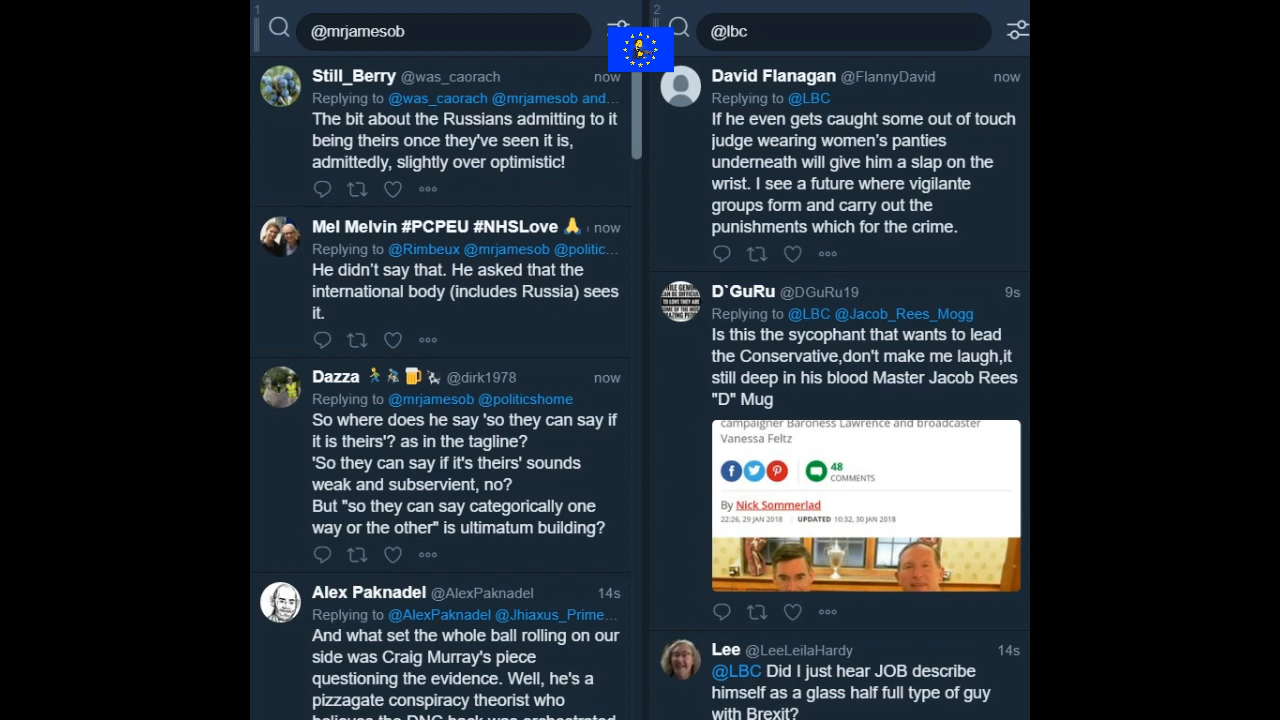 1
@mrjamesob
Still_Berry @was_caorach now
Replying to @was_caorach @mrjamesob and...
The bit about the Russians admitting to it
being theirs once they've seen it is,
admittedly, slightly over optimistic!
Mel Melvin #PCPEU #NHSLove 🙏 now
Replying to @Rimbeux @mrjamesob @politic...
He didn't say that. He asked that the
international body (includes Russia) sees
it.
Dazza @dirk1978 now
Replying to @mrjamesob @politicshome
So where does he say 'so they can say if
it is theirs'? as in the tagline?
'So they can say if it's theirs' sounds
weak and subservient, no?
But "so they can say categorically one
way or the other" is ultimatum building?
Alex Paknadel @AlexPaknadel 14s
Replying to @AlexPaknadel @Jhiaxus_Prime...
And what set the whole ball rolling on our
side was Craig Murray's piece
questioning the evidence. Well, he's a
pizzagate conspiracy theorist who
believes the DNC hack was orchestrated
2
@lbc
David Flanagan @FlannyDavid now
Replying to @LBC
If he even gets caught some out of touch
judge wearing women's panties
underneath will give him a slap on the
wrist. I see a future where vigilante
groups form and carry out the
punishments which for the crime.
D`GuRu @DGuRu19 9s
Replying to @LBC @Jacob_Rees_Mogg
Is this the sycophant that wants to lead
the Conservative,don't make me laugh,it
still deep in his blood Master Jacob Rees
"D" Mug
campaigner Baroness Lawrence and broadcaster
Vanessa Feltz
48
COMMENTS
By Nick Sommerlad
22:26, 29 JAN 2018 UPDATED 10:32, 30 JAN 2018
Lee @LeeLeilaHardy 14s
@LBC Did I just hear JOB describe
himself as a glass half full type of guy
with Brexit?